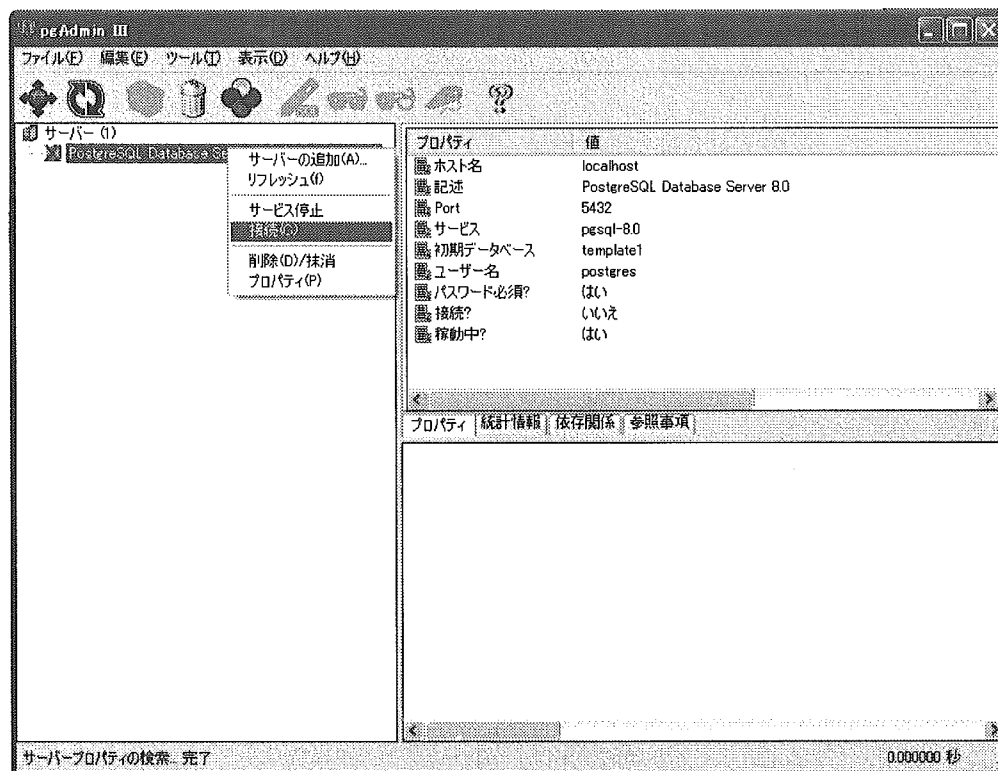 pgAdmin III
ファイル(F) 編集(E) ツール(T) 表示(D) ヘルプ(H)
サーバー (1)
PostgreSQL Database Se
サーバーの追加(A)...
リフレッシュ(f)
サービス停止
接続(C)
削除(D)/抹消
プロパティ(P)
プロパティ 値
ホスト名 localhost
記述 PostgreSQL Database Server 8.0
Port 5432
サービス pgsql-8.0
初期データベース template1
ユーザー名 postgres
パスワード必須? はい
接続? いいえ
稼動中? はい
プロパティ 統計情報 依存関係 参照事項
サーバープロパティの検索... 完了 0.000000 秒